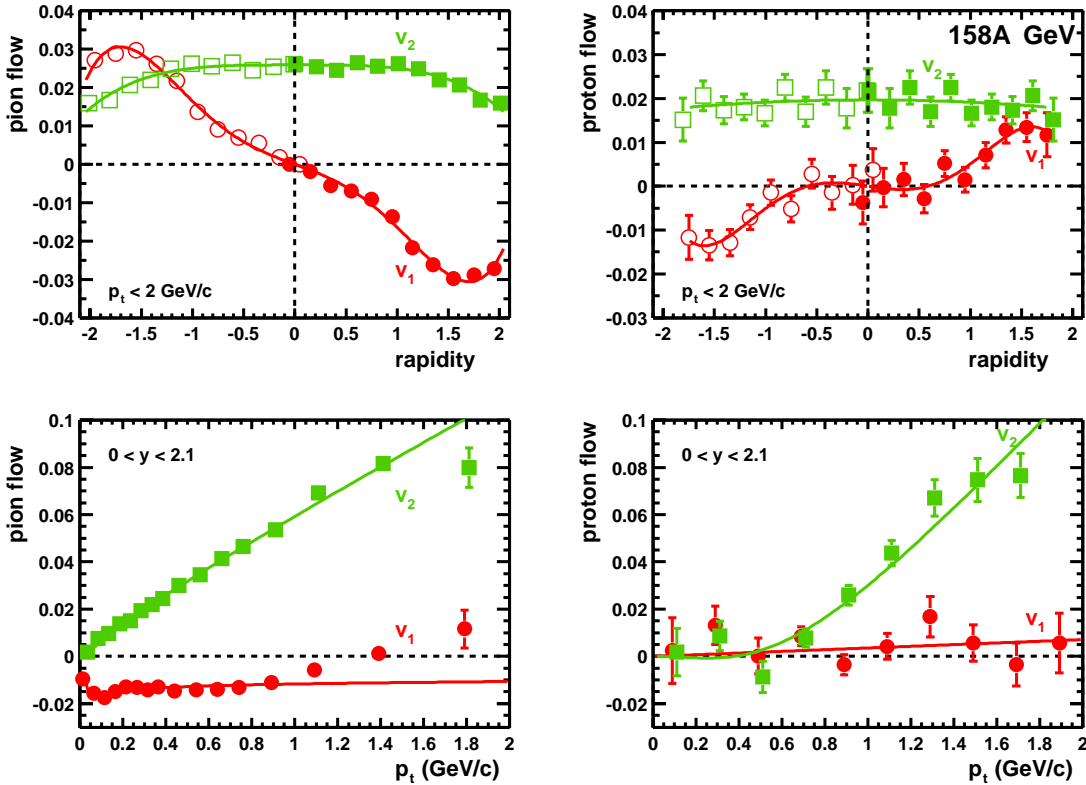 pion flow
0.04
0.03
0.02
0.01
0
-0.01
-0.02
-0.03
-0.04
v2
v1
pt < 2 GeV/c
-2 -1.5 -1 -0.5 0 0.5 1 1.5 2
rapidity
proton flow
0.04
0.03
0.02
0.01
0
-0.01
-0.02
-0.03
158A GeV
v2
v1
pt < 2 GeV/c
-2 -1.5 -1 -0.5 0 0.5 1 1.5 2
rapidity
pion flow
0.1
0.08
0.06
0.04
0.02
0
-0.02
0 < y < 2.1
v2
v1
0 0.2 0.4 0.6 0.8 1 1.2 1.4 1.6 1.8 2
pt (GeV/c)
proton flow
0.1
0.08
0.06
0.04
0.02
0
-0.02
0 < y < 2.1
v2
v1
0 0.2 0.4 0.6 0.8 1 1.2 1.4 1.6 1.8 2
pt (GeV/c)